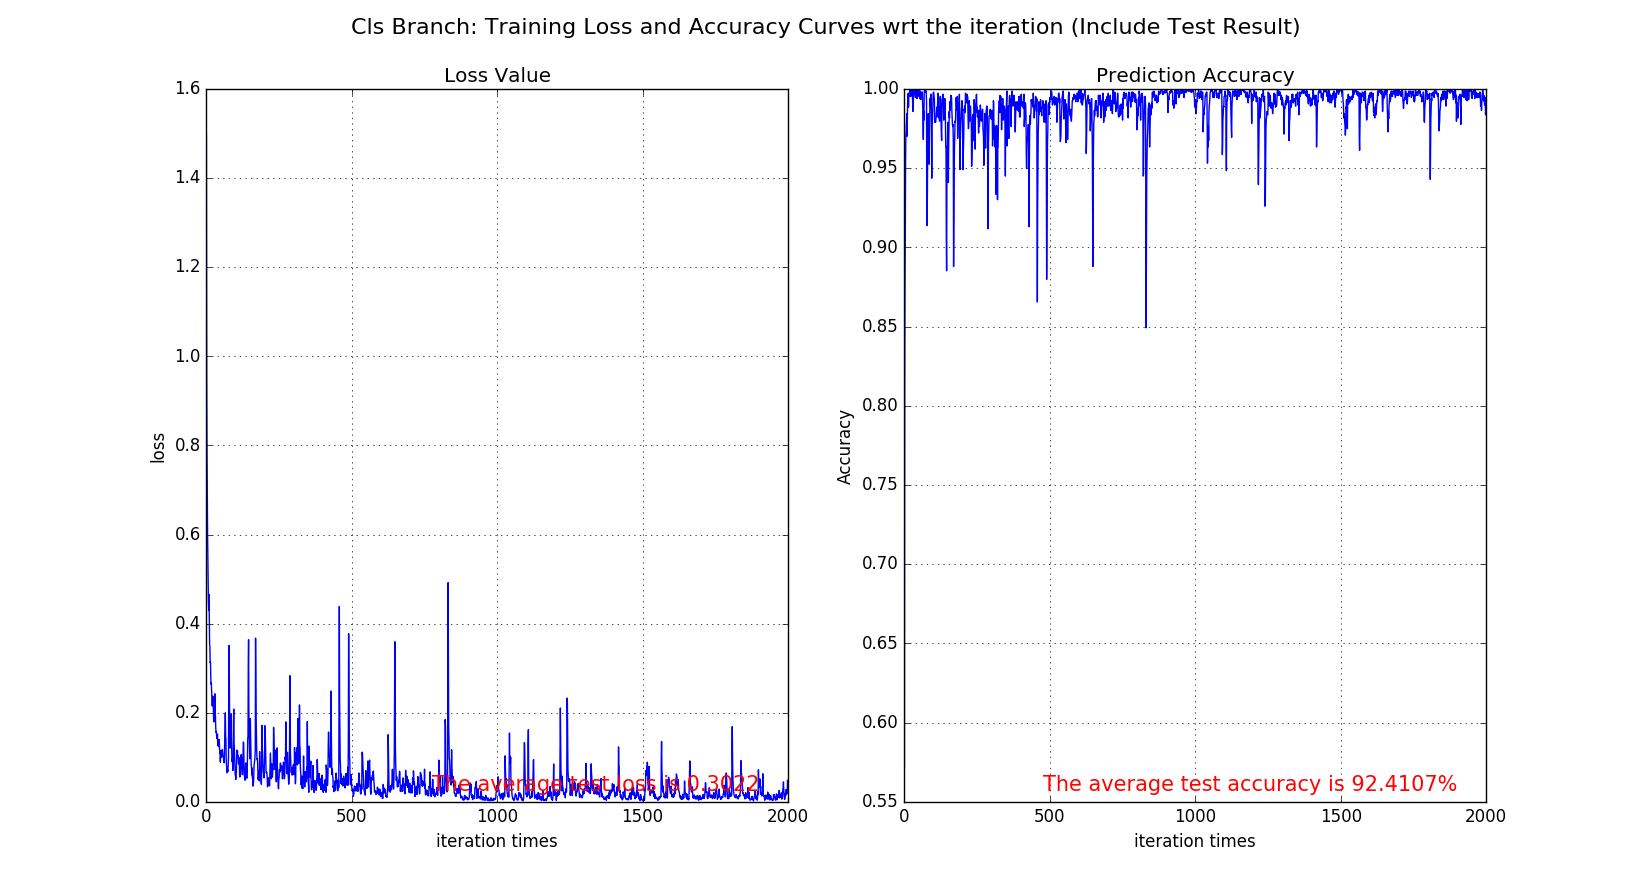 Cls Branch: Training Loss and Accuracy Curves wrt the iteration (Include Test Result)
Loss Value
1.6
1.4
1.2
1.0
0.8
0.6
0.4
0.2
0.0
loss
The average test loss is 0.3022
0 500 1000 1500 2000
iteration times
Prediction Accuracy
1.00
0.95
0.90
0.85
0.80
0.75
0.70
0.65
0.60
0.55
Accuracy
The average test accuracy is 92.4107%
0 500 1000 1500 2000
iteration times